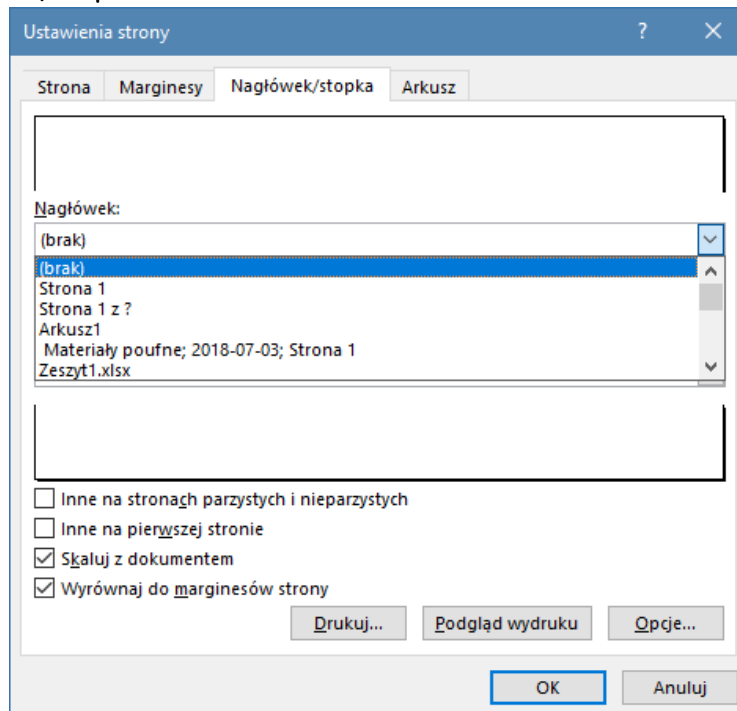 Ustawienia strony
Strona Marginesy Nagłówek/stopka Arkusz
Nagłówek:
(brak)
(brak)
Strona 1
Strona 1 z ?
Arkusz1
Materiały poufne; 2018-07-03; Strona 1
Zeszyt1.xlsx
Inne na stronach parzystych i nieparzystych
Inne na pierwszej stronie
Skaluj z dokumentem
Wyrównaj do marginesów strony
Drukuj... Podgląd wydruku Opcje...
OK Anuluj